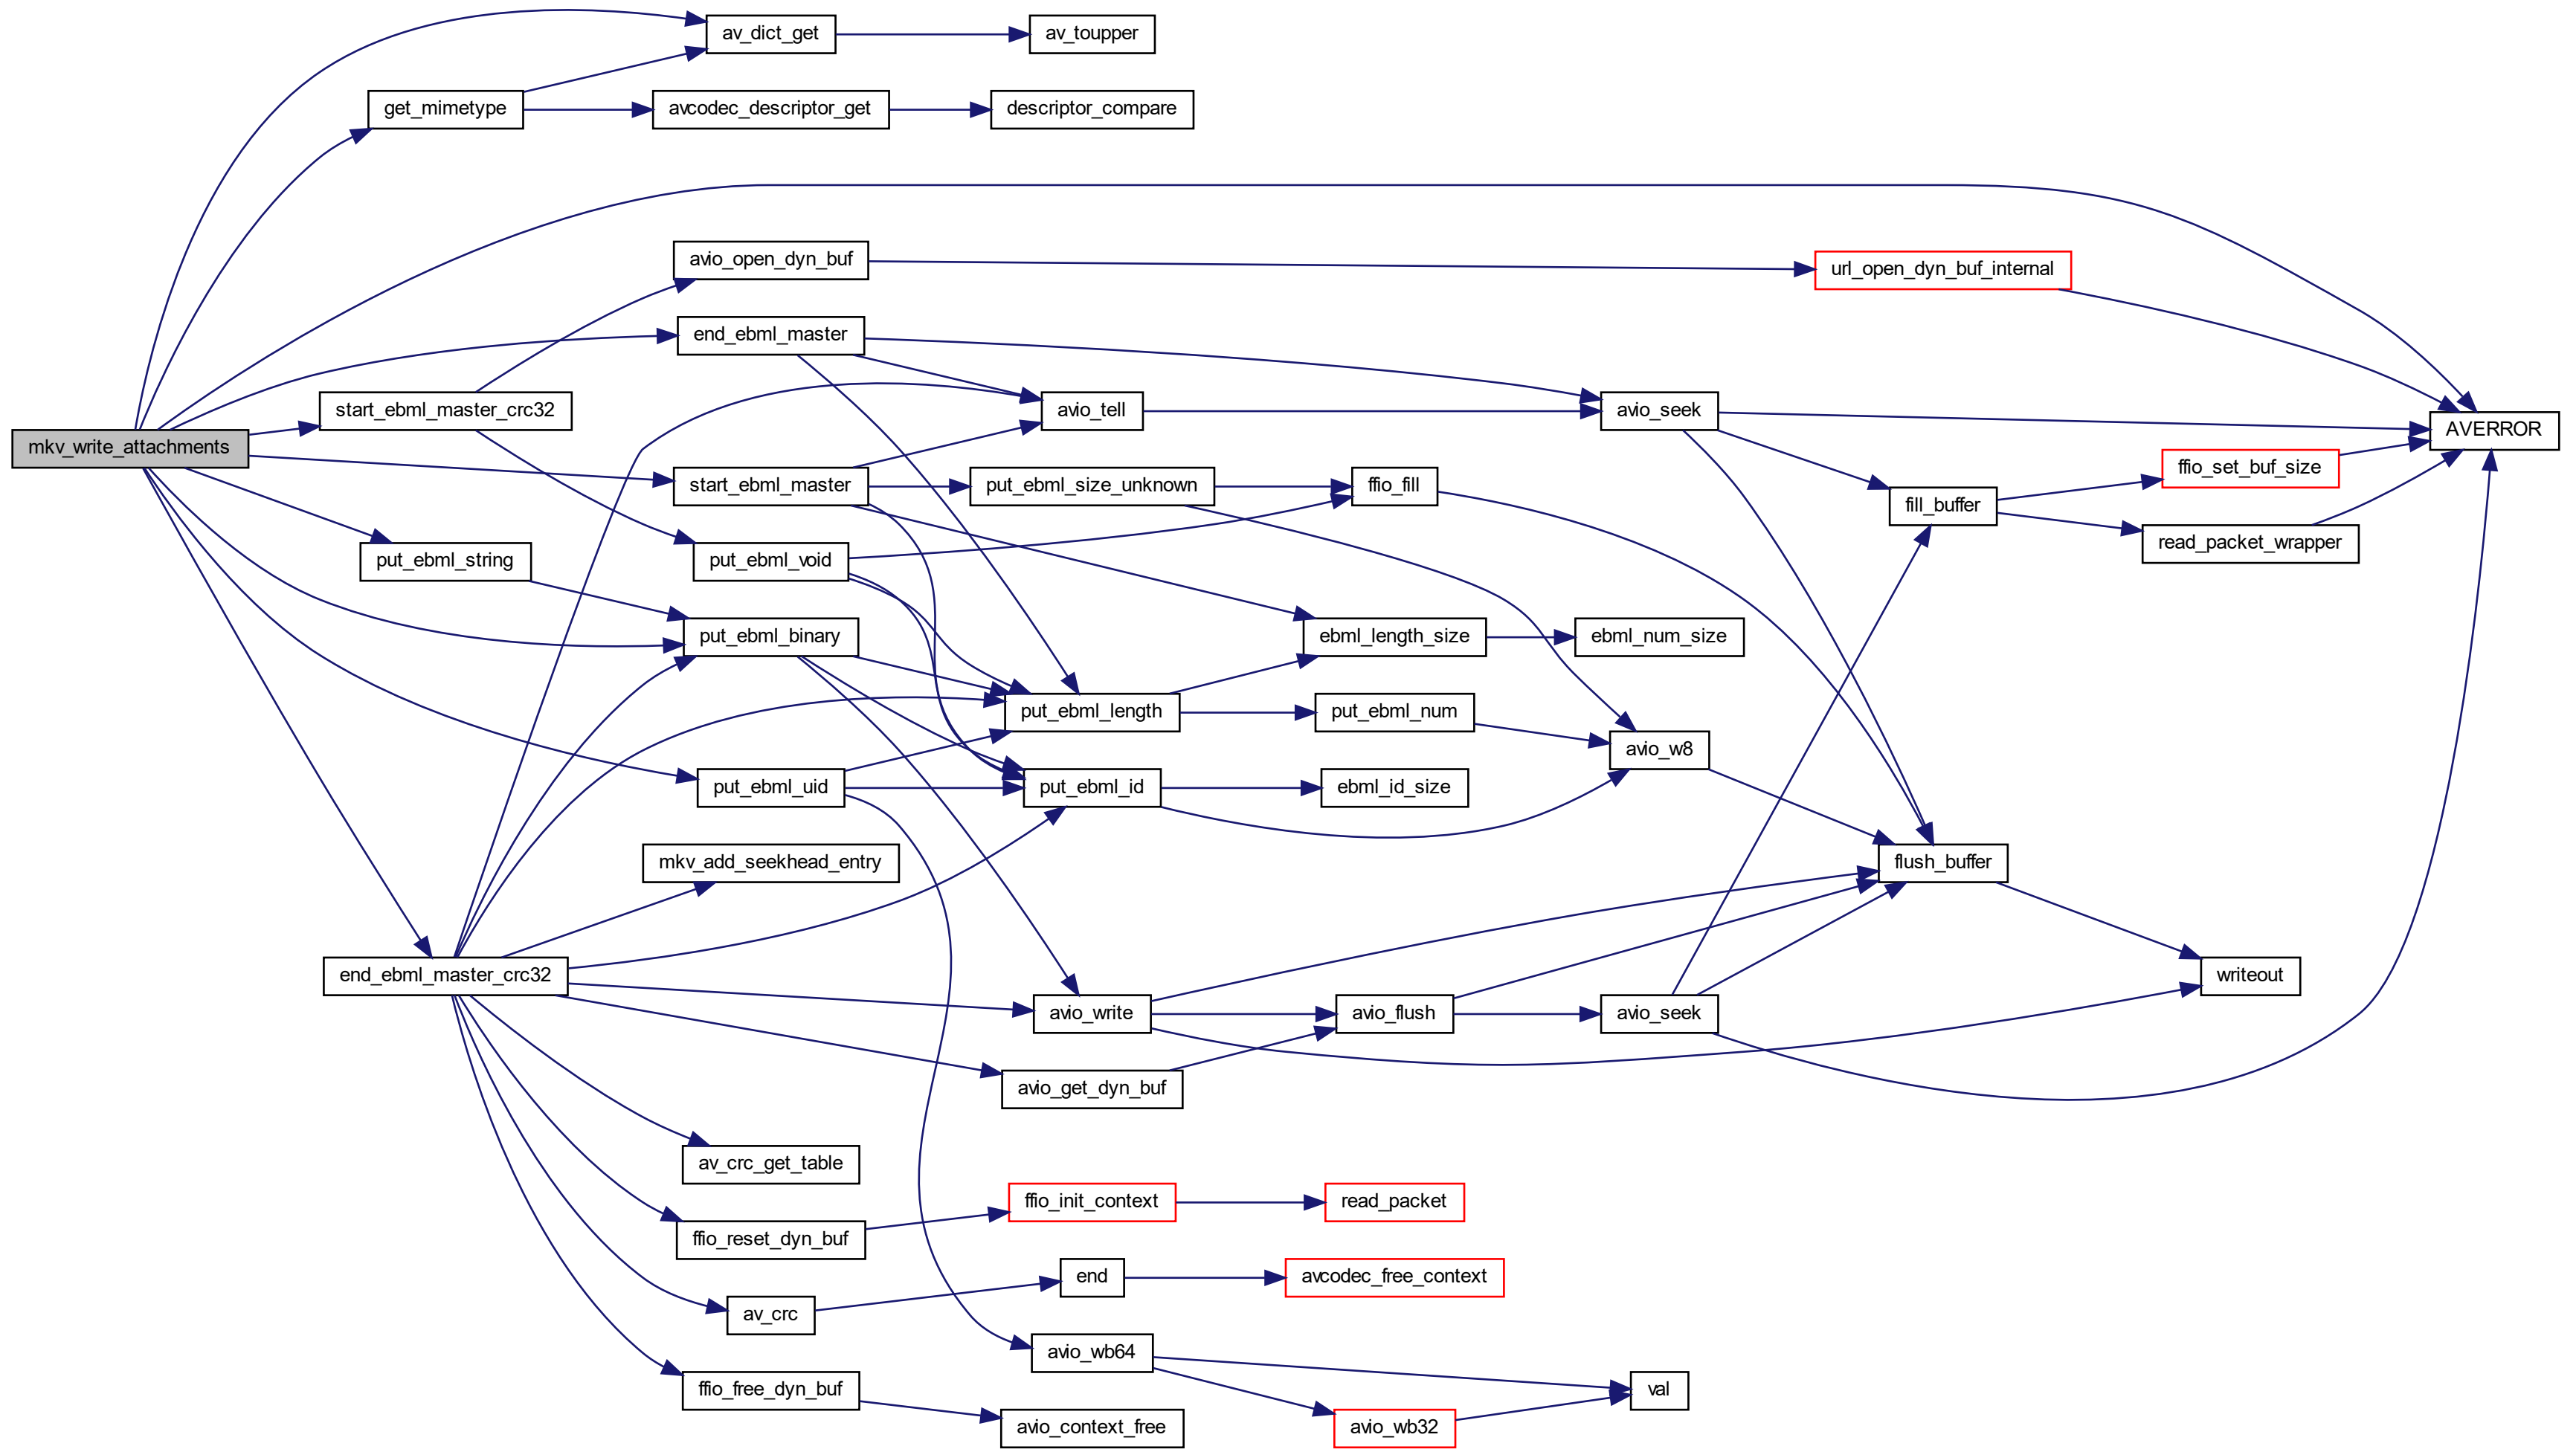 av_dict_get
av_toupper
get_mimetype
avcodec_descriptor_get
descriptor_compare
avio_open_dyn_buf
url_open_dyn_buf_internal
end_ebml_master
start_ebml_master_crc32
avio_tell
avio_seek
AVERROR
mkv_write_attachments
start_ebml_master
put_ebml_size_unknown
ffio_fill
fill_buffer
ffio_set_buf_size
put_ebml_string
put_ebml_void
read_packet_wrapper
put_ebml_binary
ebml_length_size
ebml_num_size
put_ebml_length
put_ebml_num
avio_w8
put_ebml_uid
put_ebml_id
ebml_id_size
mkv_add_seekhead_entry
flush_buffer
end_ebml_master_crc32
writeout
avio_write
avio_flush
avio_seek
avio_get_dyn_buf
av_crc_get_table
ffio_init_context
read_packet
ffio_reset_dyn_buf
end
avcodec_free_context
av_crc
avio_wb64
ffio_free_dyn_buf
val
avio_context_free
avio_wb32